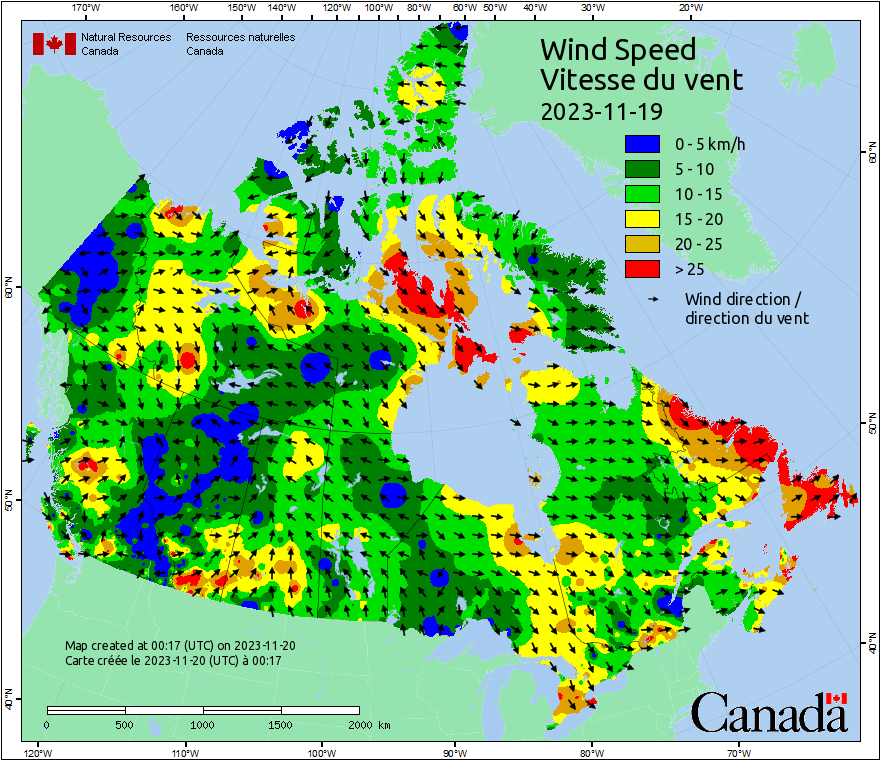 170°W 160°W 150°W 140°W 120°W 100°W 80°W 60°W 50°W 40°W 30°W 20°W
Natural Resources Ressources naturelles
Canada Canada
Wind Speed
Vitesse du vent
2023-11-19
0 - 5 km/h
5 - 10
10 - 15
15 - 20
20 - 25
> 25
Wind direction /
direction du vent
60°N 60°N
50°N 50°N
40°N 40°N
Map created at 00:17 (UTC) on 2023-11-20
Carte créée le 2023-11-20 (UTC) à 00:17
0 500 1000 1500 2000 km
Canada
120°W 110°W 100°W 90°W 80°W 70°W